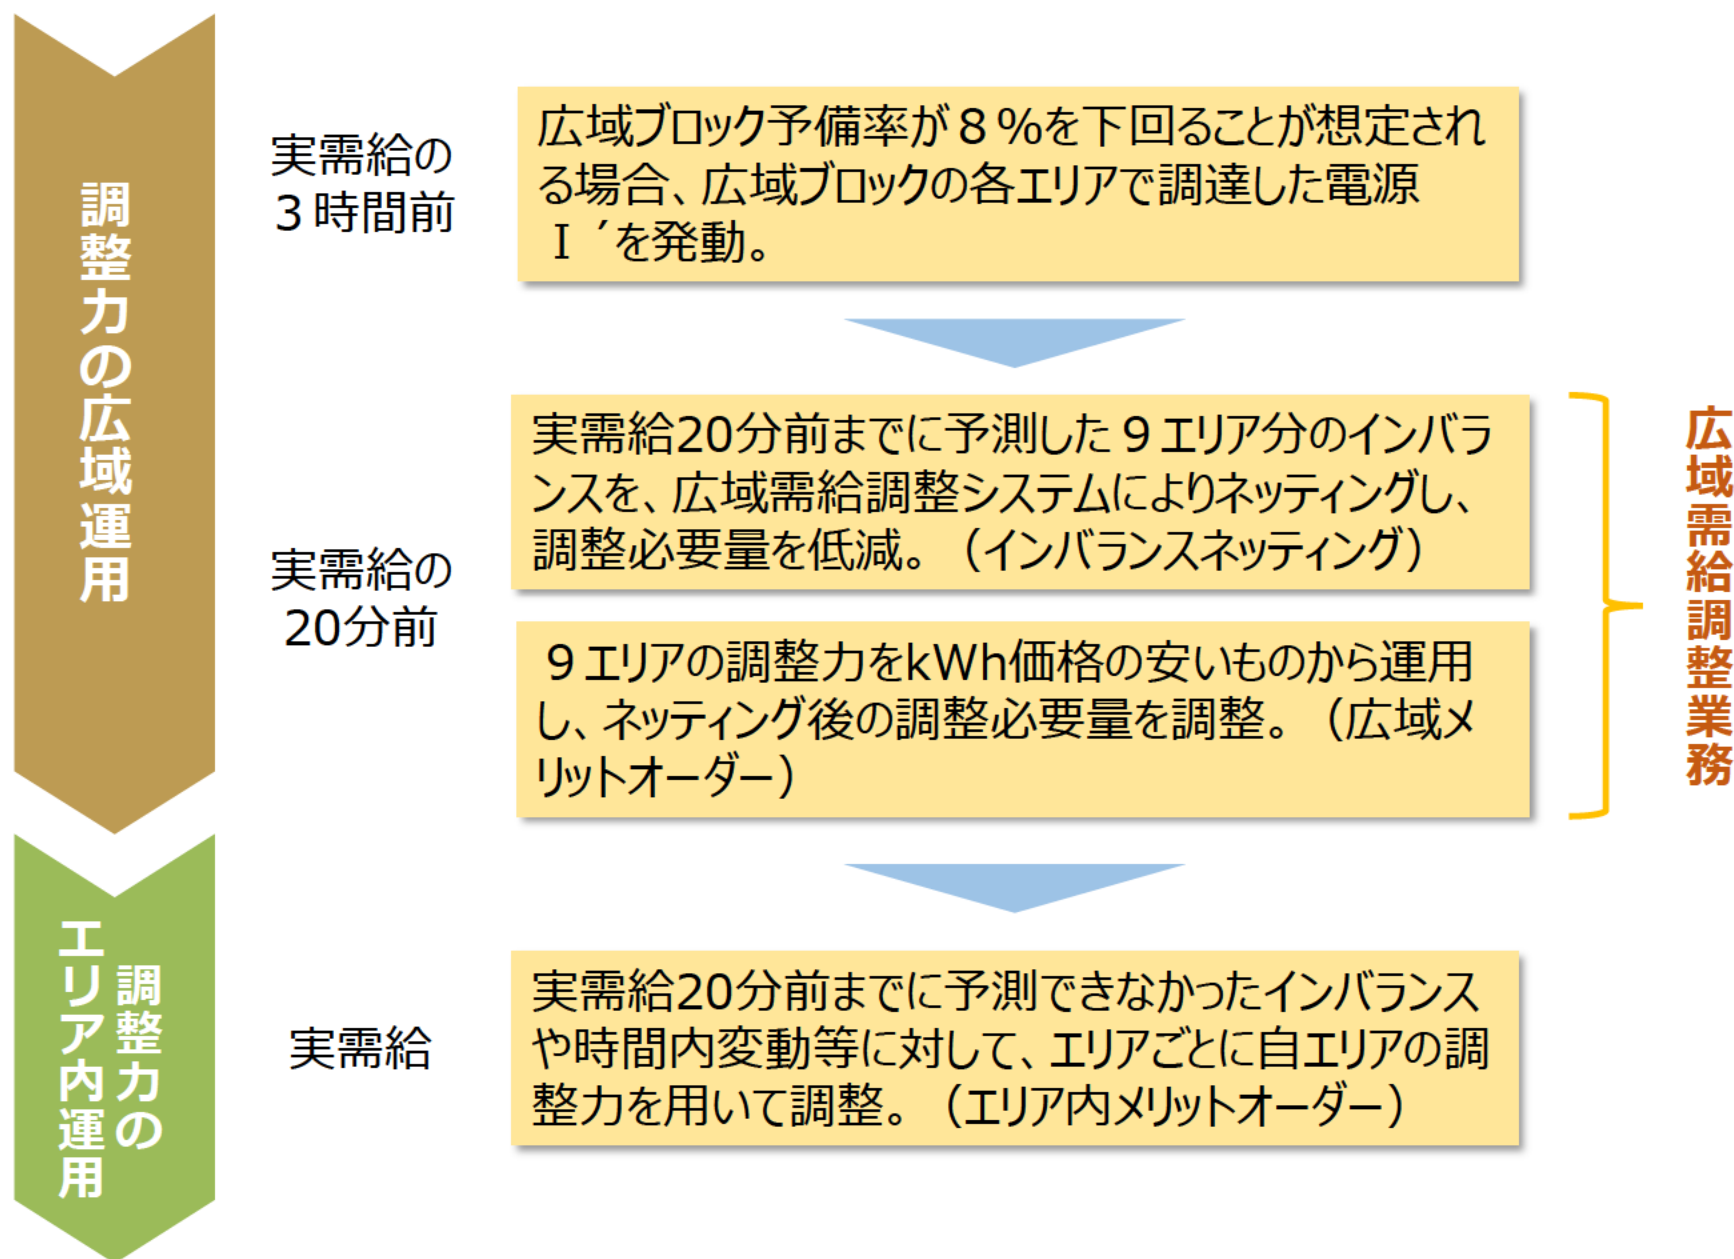 調整力の広域運用
実需給の
3時間前
広域ブロック予備率が8%を下回ることが想定され
る場合、広域ブロックの各エリアで調達した電源
Ⅰ´を発動。
実需給の
20分前
実需給20分前までに予測した9エリア分のインバラ
ンスを、広域需給調整システムによりネッティングし、
調整必要量を低減。（インバランスネッティング）
9エリアの調整力をkWh価格の安いものから運用
し、ネッティング後の調整必要量を調整。（広域メ
リットオーダー）
広域需給調整業務
調整力の
エリア内運用
実需給
実需給20分前までに予測できなかったインバランス
や時間内変動等に対して、エリアごとに自エリアの調
整力を用いて調整。（エリア内メリットオーダー）